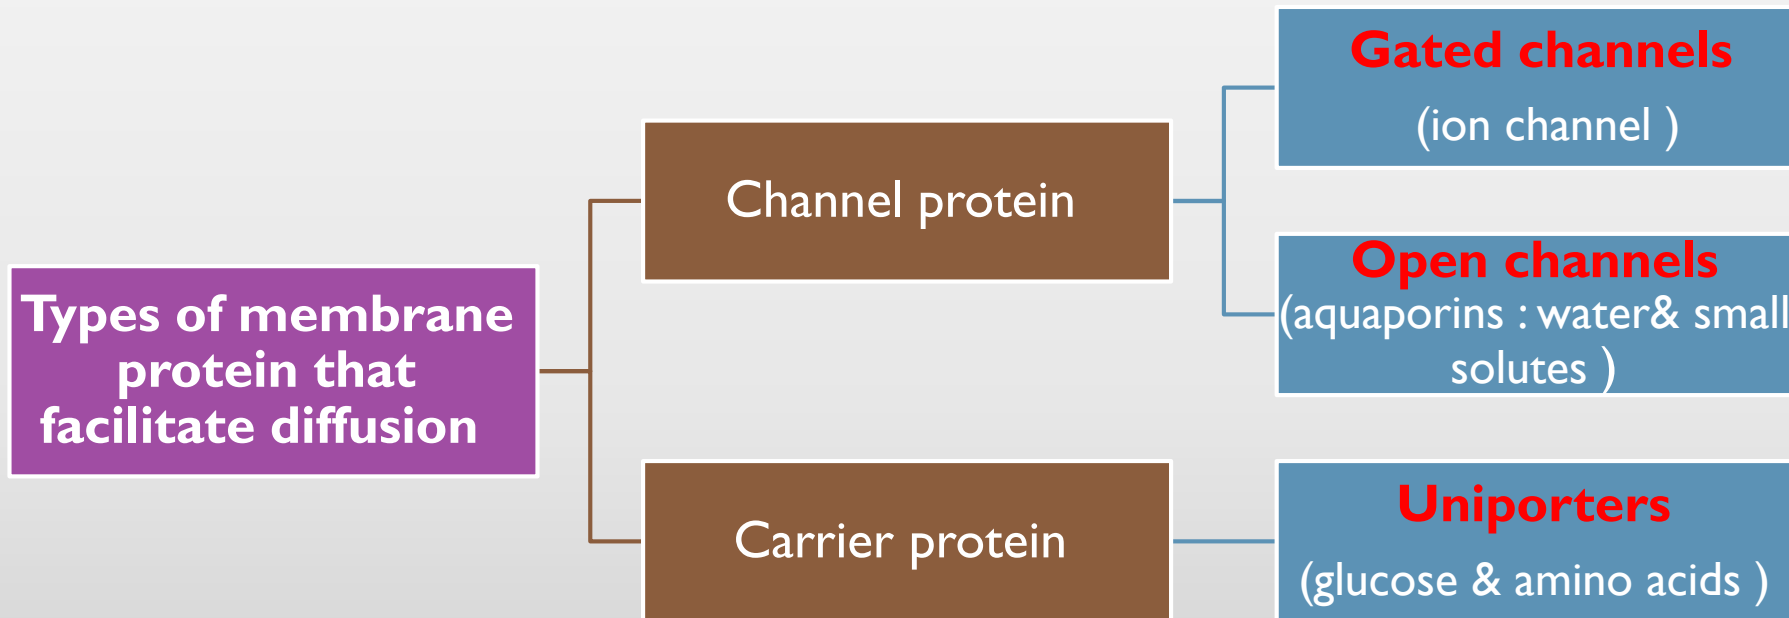 Types of membrane
protein that
facilitate diffusion
Channel protein
Gated channels
(ion channel )
Open channels
(aquaporins : water& small
solutes )
Carrier protein
Uniporters
(glucose & amino acids )